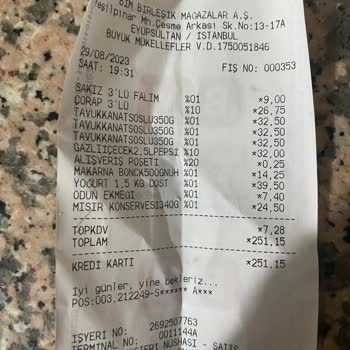 BİM BİRLEŞİK MAĞAZALAR A.Ş.
Yeşilpınar Mh.Çeşme Arkası Sk.No:13-17A
EYÜPSULTAN / İSTANBUL
BÜYÜK MÜKELLEFLER V.D.1750051846
29/08/2023
SAAT: 19:31 FİŞ NO: 000353
SAKIZ 3'LÜ FALIM %01 *9,00
ÇORAP 3'LÜ %10 *26,75
TAVUKKANATSOSLU350G %01 *32,50
TAVUKKANATSOSLU350G %01 *32,50
TAVUKKANATSOSLU350G %01 *32,50
GAZLIİÇECEK2,5LPEPSI %10 *32,00
ALIŞVERİŞ POŞETİ %20 *0,25
MAKARNA BONCK500GNUH %01 *14,25
YOĞURT 1,5 KG DOST %01 *39,50
ODUN EKMEĞİ %01 *7,40
MISIR KONSERVESİ340G %01 *24,50
TOPKDV *7,28
TOPLAM *251,15
KREDİ KARTI *251,15
İyi günler, yine bekleriz...
POS:003,212249-S****** A***
İŞYERİ NO: 2692507763
TERMİNAL NO: 0011144A
NÜSHASI - SATIŞ